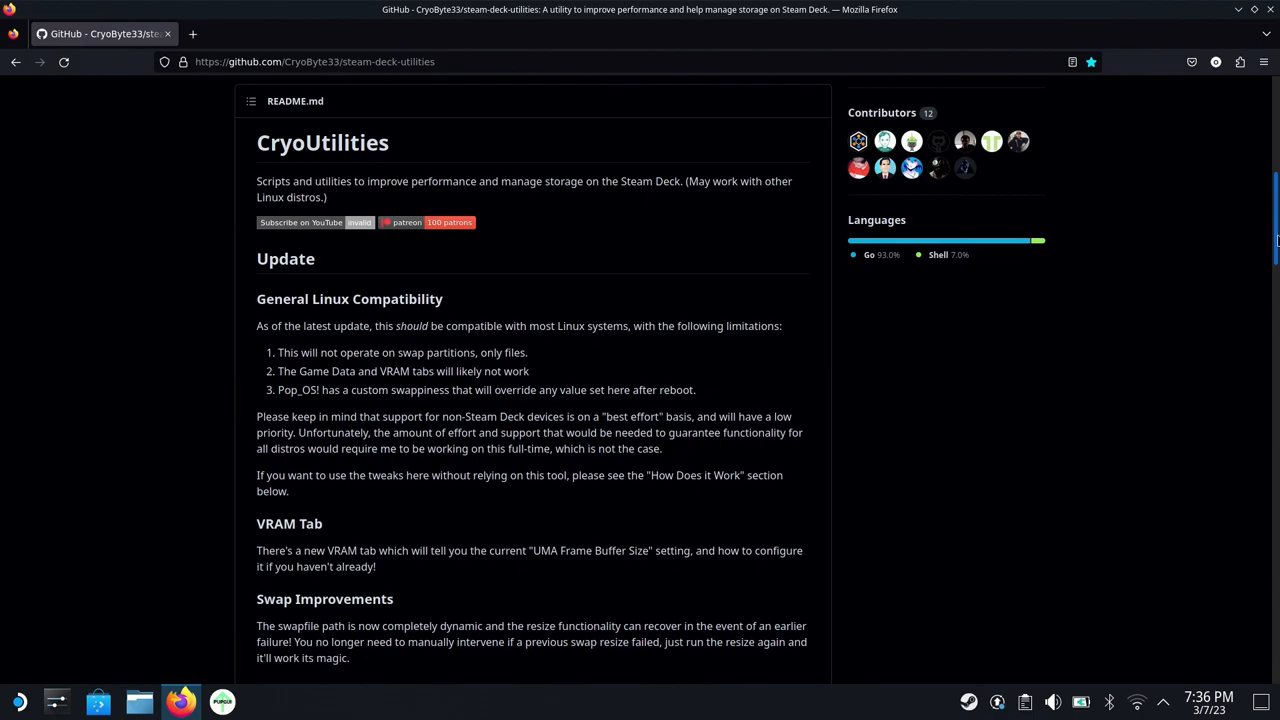 GitHub - CryoByte33/steam-deck-utilities: A utility to improve performance and help manage storage on Steam Deck. — Mozilla Firefox
GitHub - CryoByte33/stea
https://github.com/CryoByte33/steam-deck-utilities
README.md
CryoUtilities
Scripts and utilities to improve performance and manage storage on the Steam Deck. (May work with other
Linux distros.)
Subscribe on YouTube invalid patreon 100 patrons
Update
General Linux Compatibility
As of the latest update, this should be compatible with most Linux systems, with the following limitations:
1. This will not operate on swap partitions, only files.
2. The Game Data and VRAM tabs will likely not work
3. Pop_OS! has a custom swappiness that will override any value set here after reboot.
Please keep in mind that support for non-Steam Deck devices is on a "best effort" basis, and will have a low
priority. Unfortunately, the amount of effort and support that would be needed to guarantee functionality for
all distros would require me to be working on this full-time, which is not the case.
If you want to use the tweaks here without relying on this tool, please see the "How Does it Work" section
below.
VRAM Tab
There's a new VRAM tab which will tell you the current "UMA Frame Buffer Size" setting, and how to configure
it if you haven't already!
Swap Improvements
The swapfile path is now completely dynamic and the resize functionality can recover in the event of an earlier
failure! You no longer need to manually intervene if a previous swap resize failed, just run the resize again and
it'll work its magic.
Contributors 12
Languages
Go 93.0% Shell 7.0%
PUPGUI
7:36 PM
3/7/23